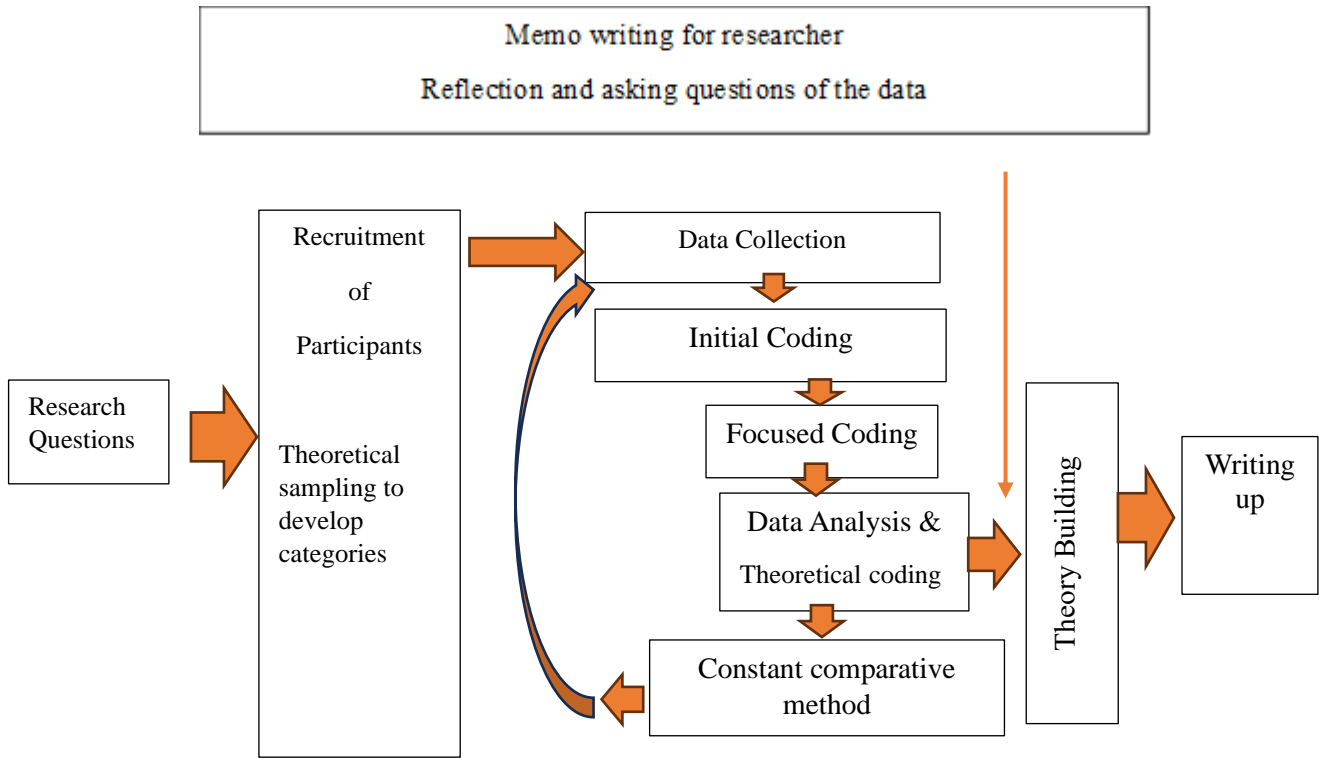 Memo writing for researcher
Reflection and asking questions of the data
Research
Questions
Recruitment
of
Participants
Theoretical
sampling to
develop
categories
Data Collection
Initial Coding
Focused Coding
Data Analysis &
Theoretical coding
Constant comparative
method
Theory Building
Writing
up